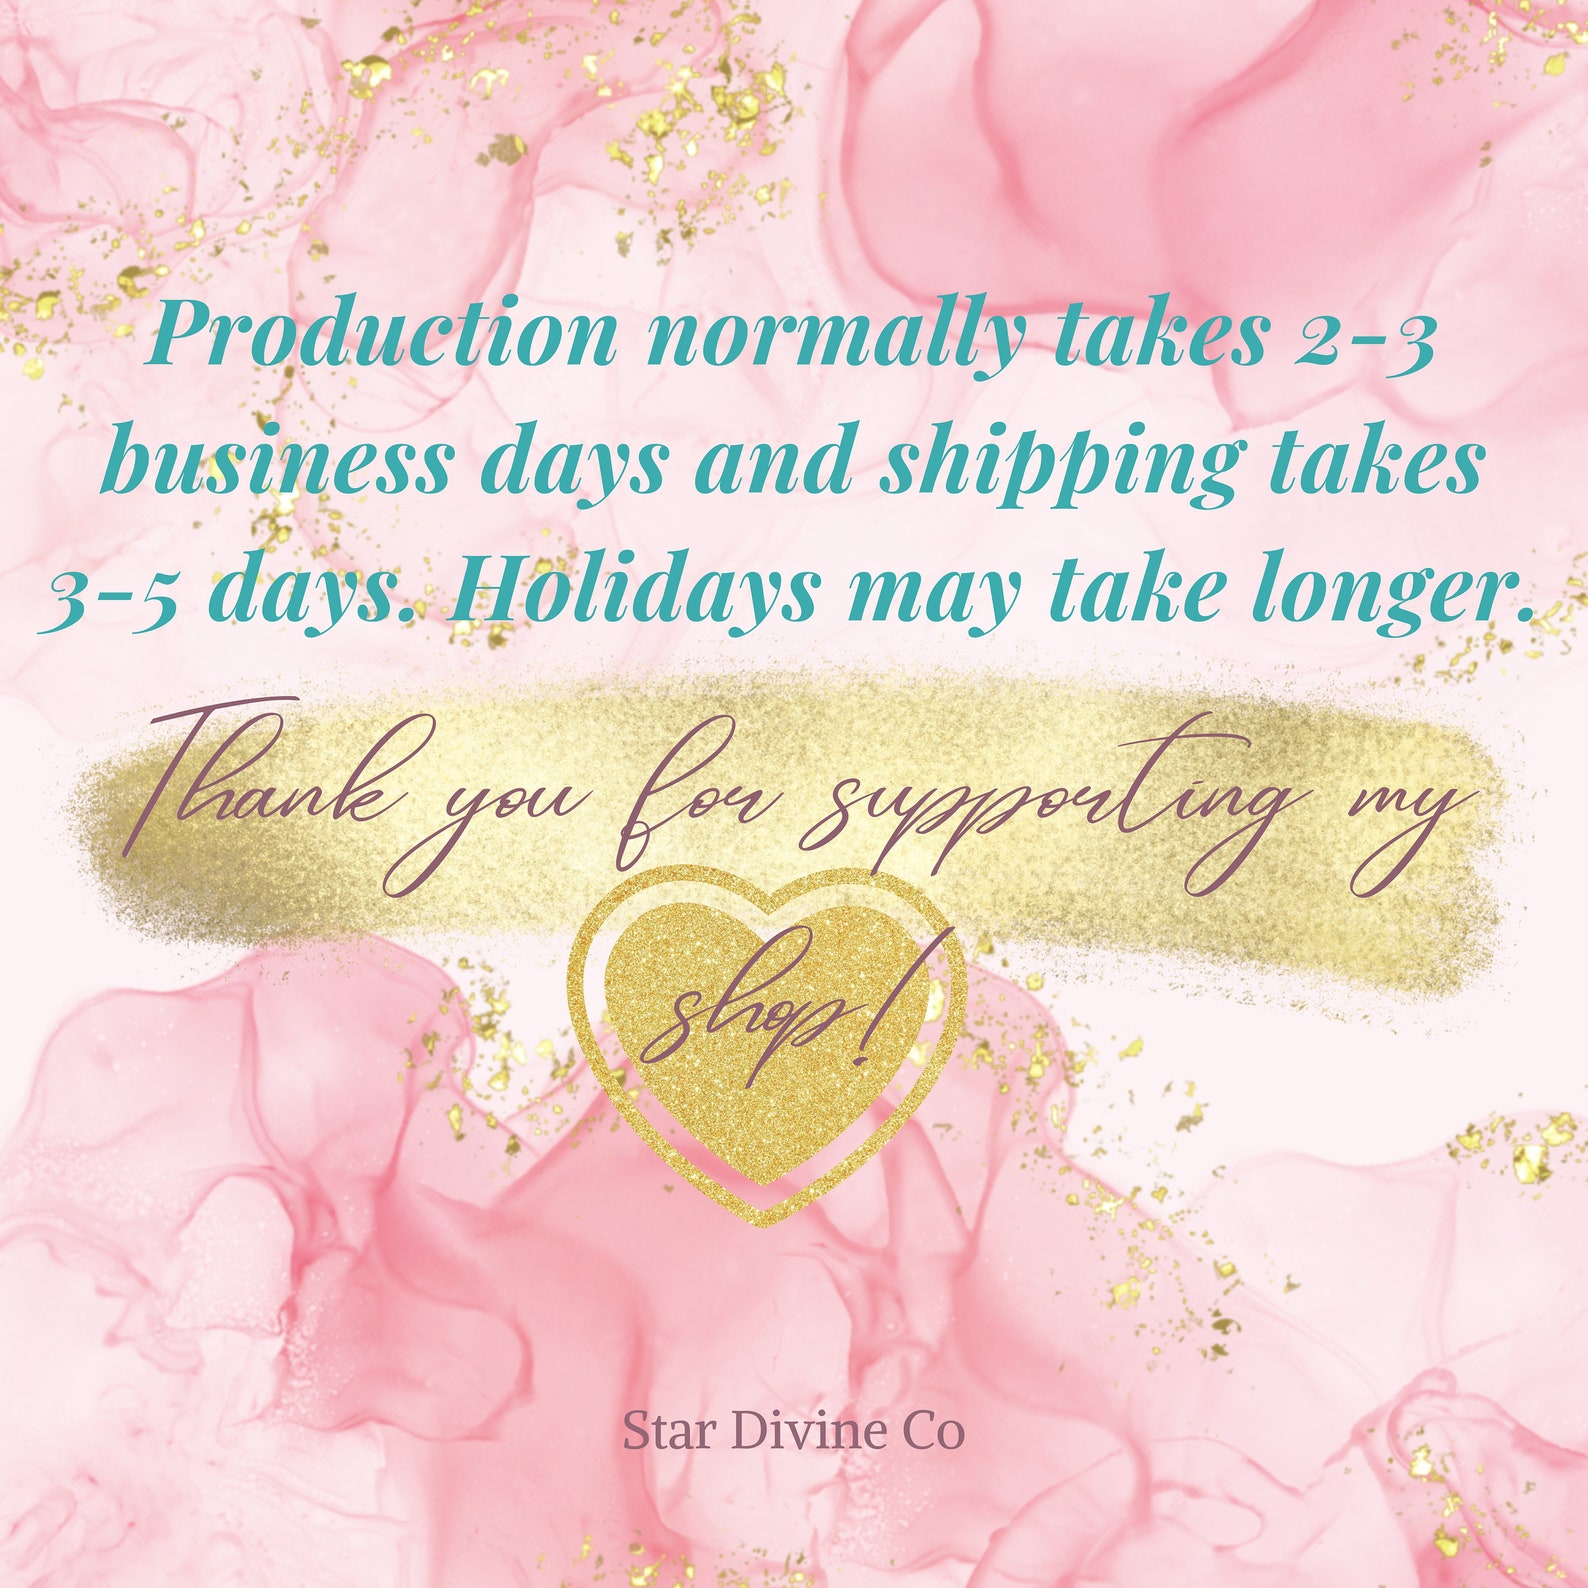 Production normally takes 2-3
business days and shipping takes
3-5 days. Holidays may take longer.
Thank you for supporting my
shop!
Star Divine Co